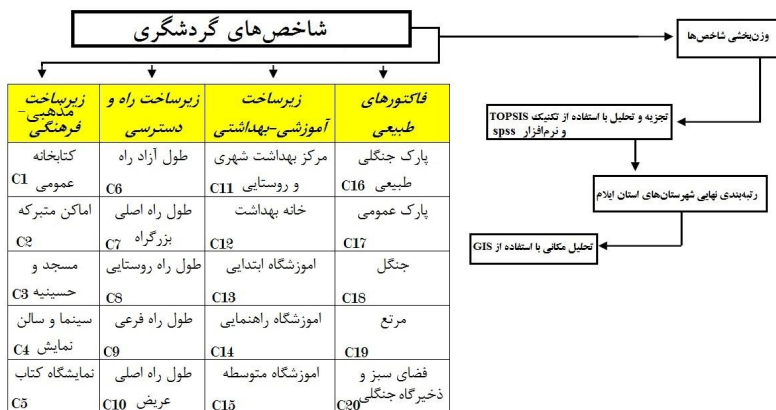 شاخص‌های گردشگری
وزن‌بخشی شاخص‌ها
تجزیه و تحلیل با استفاده از تکنیک TOPSIS
و نرم‌افزار spss
رتبه‌بندی نهایی شهرستان‌های استان ایلام
تحلیل مکانی با استفاده از GIS
فاکتورهای
طبیعی
زیرساخت
آموزشی-بهداشتی
زیرساخت راه و
دسترسی
زیرساخت
مذهبی-
فرهنگی
پارک جنگلی
طبیعی C16
مرکز بهداشت شهری
و روستایی C11
طول آزاد راه
C6
کتابخانه
عمومی C1
پارک عمومی
C17
خانه بهداشت
C12
طول راه اصلی
بزرگراه C7
اماکن متبرکه
C2
جنگل
C18
اموزشگاه ابتدایی
C13
طول راه روستایی
C8
مسجد و
حسینیه C3
مرتع
C19
اموزشگاه راهنمایی
C14
طول راه فرعی
C9
سینما و سالن
نمایش C4
فضای سبز و
ذخیرگاه جنگلی C20
اموزشگاه متوسطه
C15
طول راه اصلی
عریض C10
نمایشگاه کتاب
C5